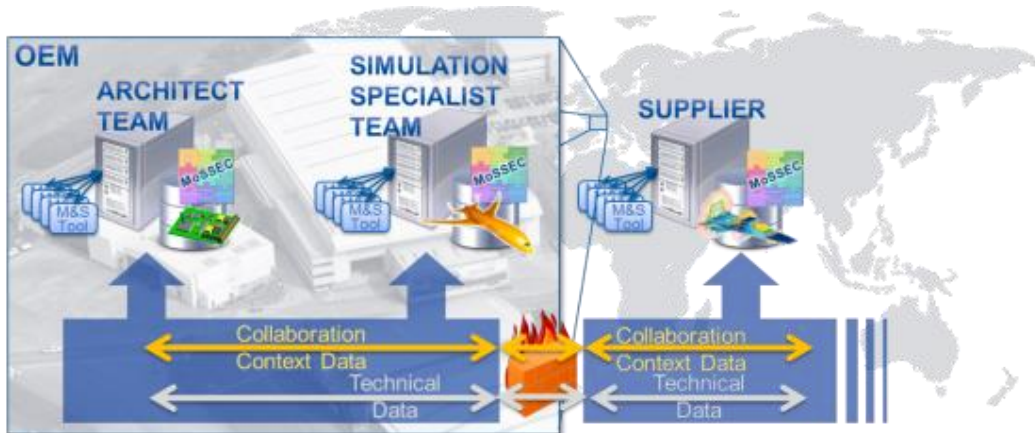 OEM
ARCHITECT
TEAM
SIMULATION
SPECIALIST
TEAM
SUPPLIER
MoSSEC
MoSSEC
MoSSEC
M&S
Tool
M&S
Tool
M&S
Tool
Collaboration
Context Data
Technical
Data
Collaboration
Context Data
Technical
Data